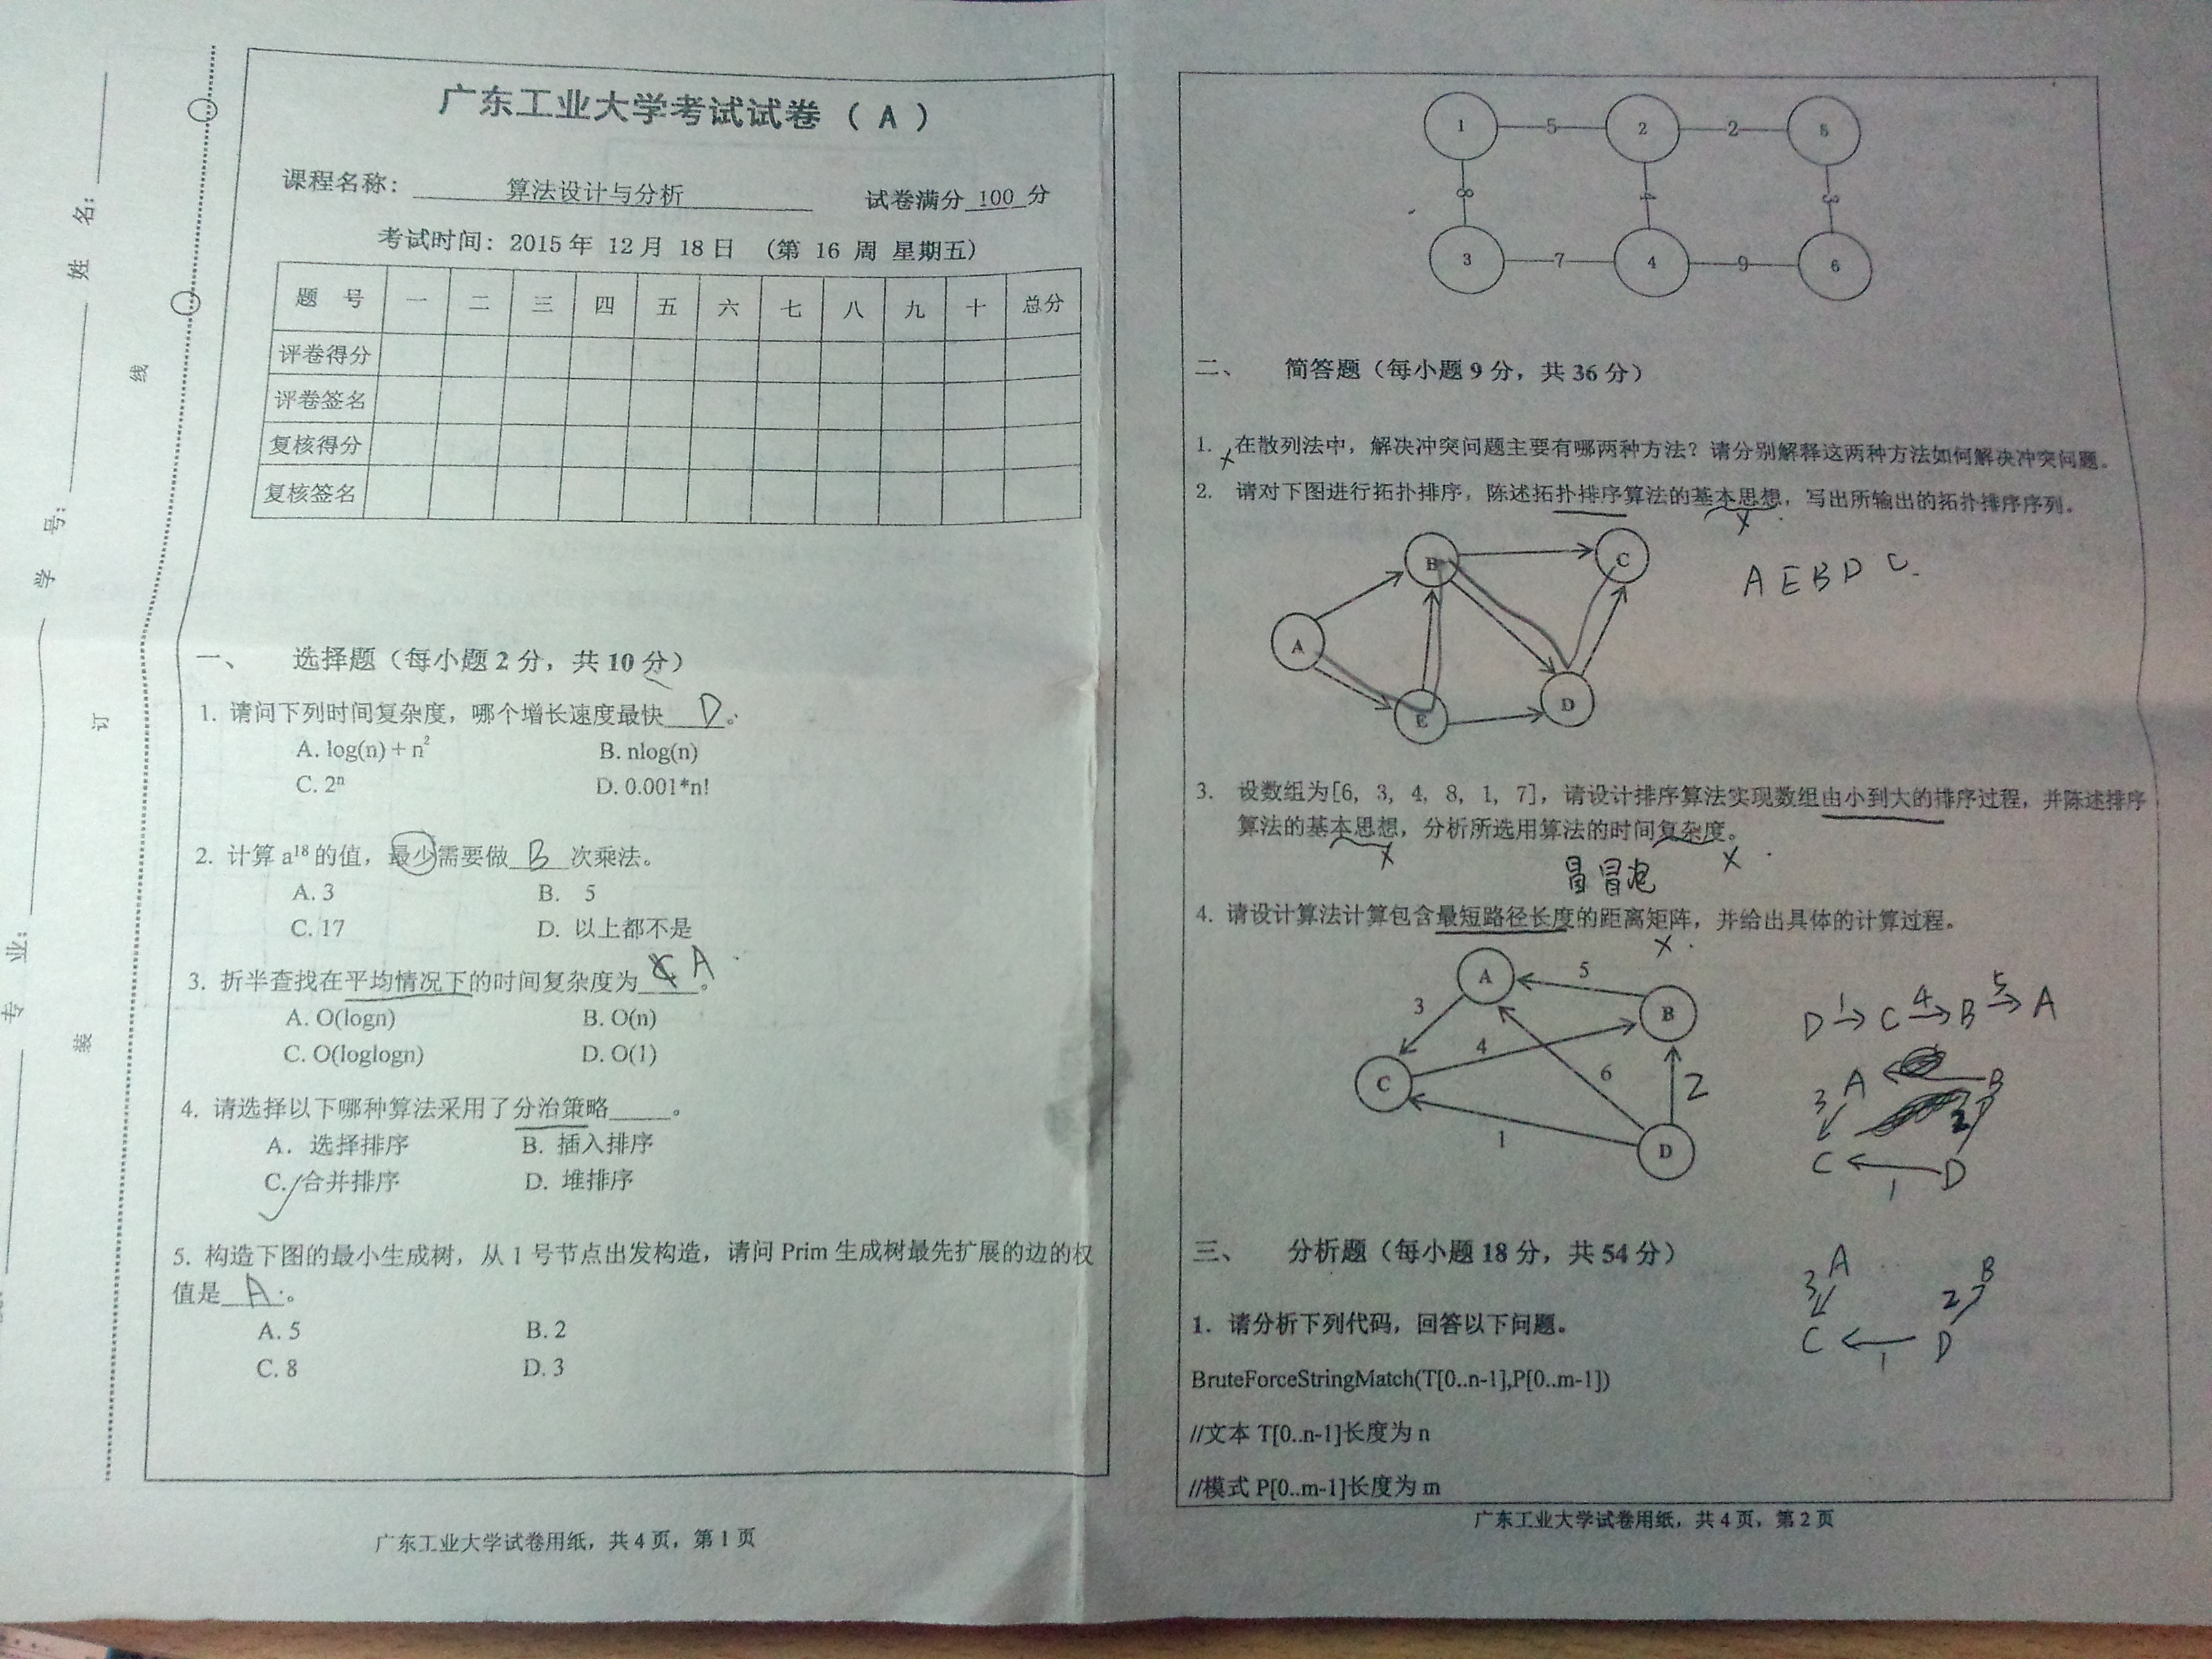 广东工业大学考试试卷（ A ）
课程名称： 算法设计与分析 试卷满分 100 分
考试时间：2015 年 12 月 18 日 （第 16 周 星期五）
题 号 一 二 三 四 五 六 七 八 九 十 总分
评卷得分
评卷签名
复核得分
复核签名
姓 名：
学 号：
专 业：
线
订
装
一、 选择题（每小题 2 分，共 10 分）
1. 请问下列时间复杂度，哪个增长速度最快 D 。
A. log(n) + n²
B. nlog(n)
C. 2ⁿ
D. 0.001*n!
2. 计算 a¹⁸ 的值，最少需要做 B 次乘法。
A. 3
B. 5
C. 17
D. 以上都不是
3. 折半查找在平均情况下的时间复杂度为 A 。
A. O(logn)
B. O(n)
C. O(loglogn)
D. O(1)
4. 请选择以下哪种算法采用了分治策略 。
A. 选择排序
B. 插入排序
C. 合并排序
D. 堆排序
5. 构造下图的最小生成树，从 1 号节点出发构造，请问 Prim 生成树最先扩展的边的权
值是 A 。
A. 5
B. 2
C. 8
D. 3
广东工业大学试卷用纸，共 4 页，第 1 页
1 5 2 2 5
8 3
3 7 4 9 6
二、 简答题（每小题 9 分，共 36 分）
1. 在散列法中，解决冲突问题主要有哪两种方法？请分别解释这两种方法如何解决冲突问题。
2. 请对下图进行拓扑排序，陈述拓扑排序算法的基本思想，写出所输出的拓扑排序序列。
B C
A
E D
A E B D C
3. 设数组为[6, 3, 4, 8, 1, 7]，请设计排序算法实现数组由小到大的排序过程，并陈述排序
算法的基本思想，分析所选用算法的时间复杂度。
冒泡
4. 请设计算法计算包含最短路径长度的距离矩阵，并给出具体的计算过程。
A 5
3 B
4
C 6 2
1 D
D 1 C 4 B 5 A
A B
3 2
C D
1
A B
3 2
C D
1
三、 分析题（每小题 18 分，共 54 分）
1. 请分析下列代码，回答以下问题。
BruteForceStringMatch(T[0..n-1],P[0..m-1])
//文本 T[0..n-1]长度为 n
//模式 P[0..m-1]长度为 m
广东工业大学试卷用纸，共 4 页，第 2 页